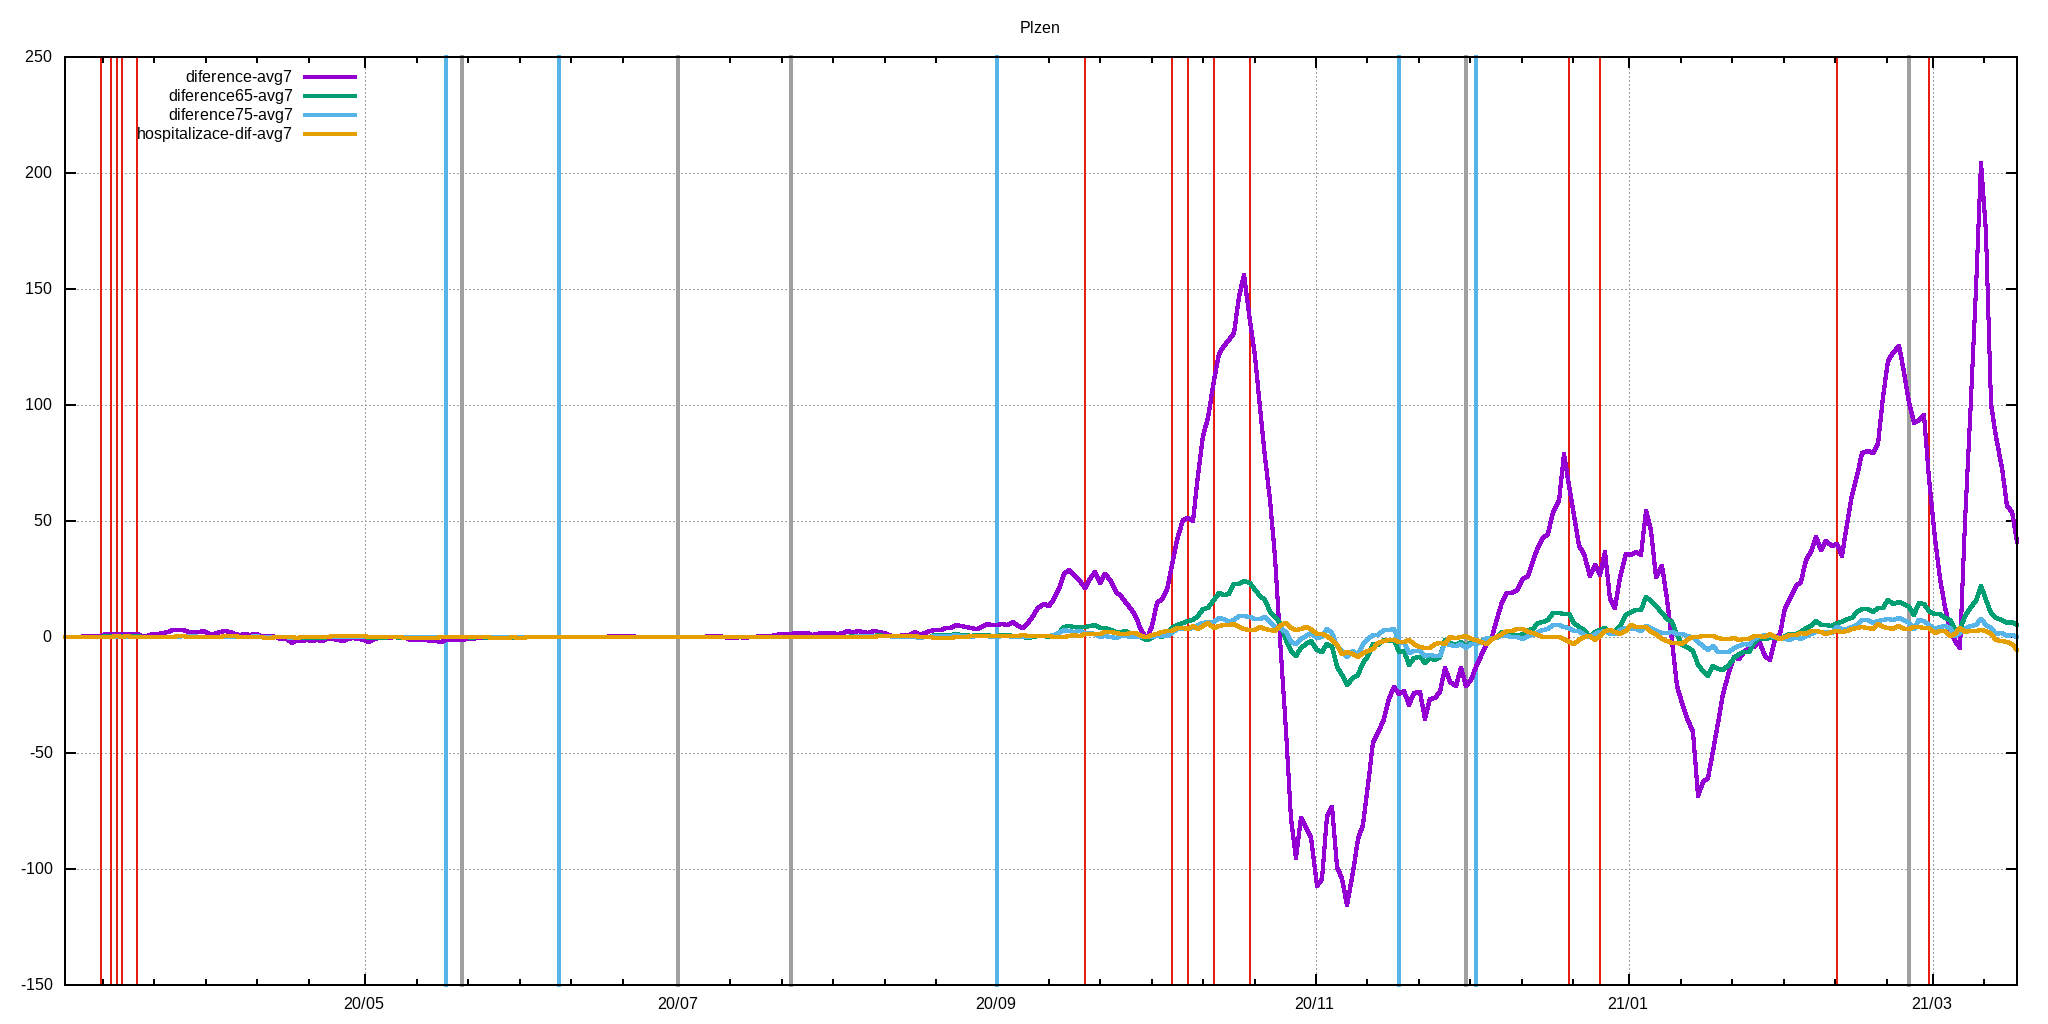 Plzen
250
200
150
100
50
0
-50
-100
-150
diference-avg7
diference65-avg7
diference75-avg7
hospitalizace-dif-avg7
20/05 20/07 20/09 20/11 21/01 21/03